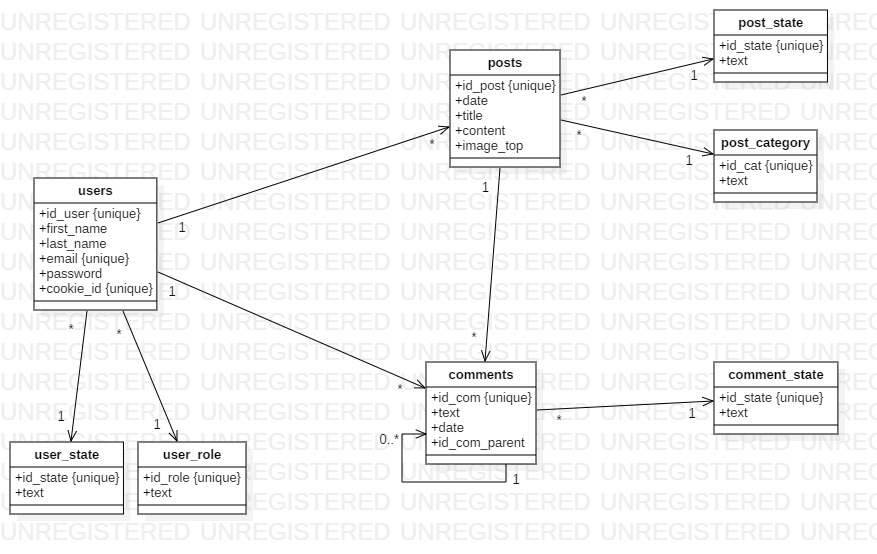 UNREGISTERED UNREGISTERED UNREGISTERED UNREGISTERED UNREGISTERED
post_state
+id_state {unique}
+text
posts
+id_post {unique}
+date
+title
+content
+image_top
*
1
*
1
post_category
+id_cat {unique}
+text
*
1
users
+id_user {unique}
+first_name
+last_name
+email {unique}
+password
+cookie_id {unique}
1
1
*
*
*
*
comments
+id_com {unique}
+text
+date
+id_com_parent
0..*
1
comment_state
+id_state {unique}
+text
*
1
1
1
user_state
+id_state {unique}
+text
user_role
+id_role {unique}
+text